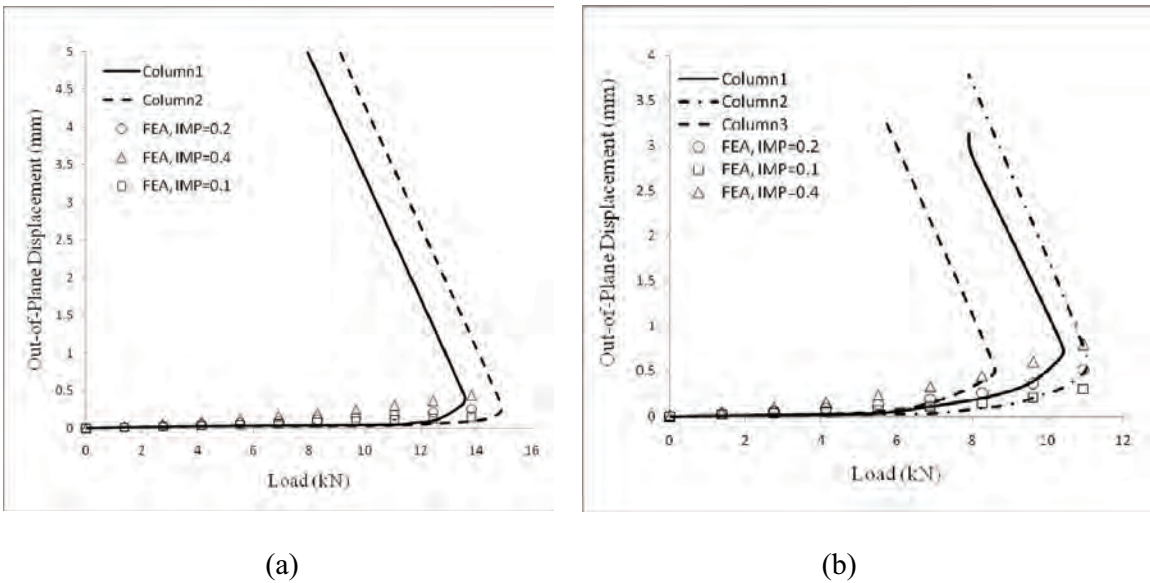 5
4.5
4
3.5
3
2.5
2
1.5
1
0.5
0
Out-of-Plane Displacement (mm)
Column1
Column2
FEA, IMP=0.2
FEA, IMP=0.4
FEA, IMP=0.1
0 2 4 6 8 10 12 14 16
Load (kN)
(a)
4
3.5
3
2.5
2
1.5
1
0.5
0
Out-of-Plane Displacement (mm)
Column1
Column2
Column3
FEA, IMP=0.2
FEA, IMP=0.1
FEA, IMP=0.4
0 2 4 6 8 10 12
Load (kN)
(b)